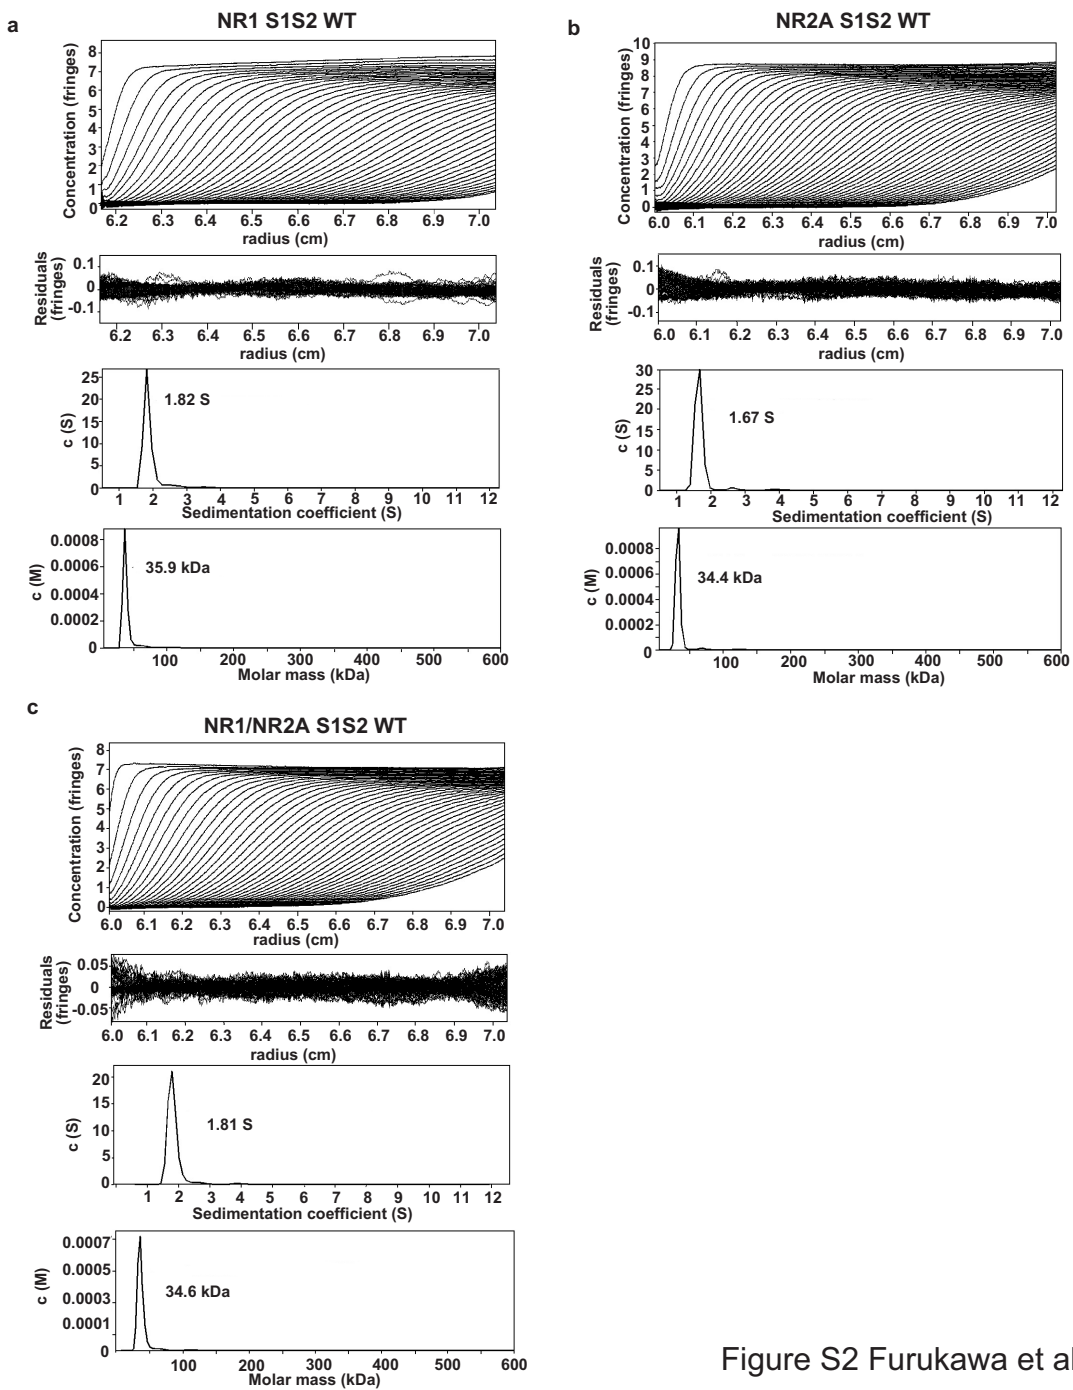 a
NR1 S1S2 WT
Concentration (fringes)
8
7
6
5
4
3
2
1
0
6.2 6.3 6.4 6.5 6.6 6.7 6.8 6.9 7.0
radius (cm)
Residuals
(fringes)
0.1
0
-0.1
6.2 6.3 6.4 6.5 6.6 6.7 6.8 6.9 7.0
radius (cm)
c (S)
25
20
15
10
5
0
1.82 S
1 2 3 4 5 6 7 8 9 10 11 12
Sedimentation coefficient (S)
c (M)
0.0008
0.0006
0.0004
0.0002
0
35.9 kDa
100 200 300 400 500 600
Molar mass (kDa)
b
NR2A S1S2 WT
Concentration (fringes)
10
9
8
7
6
5
4
3
2
1
0
6.0 6.1 6.2 6.3 6.4 6.5 6.6 6.7 6.8 6.9 7.0
radius (cm)
Residuals
(fringes)
0.1
0
-0.1
6.0 6.1 6.2 6.3 6.4 6.5 6.6 6.7 6.8 6.9 7.0
radius (cm)
c (S)
30
25
20
15
10
5
0
1.67 S
1 2 3 4 5 6 7 8 9 10 11 12
Sedimentation coefficient (S)
c (M)
0.0008
0.0006
0.0004
0.0002
0
34.4 kDa
100 200 300 400 500 600
Molar mass (kDa)
c
NR1/NR2A S1S2 WT
Concentration (fringes)
8
7
6
5
4
3
2
1
0
6.0 6.1 6.2 6.3 6.4 6.5 6.6 6.7 6.8 6.9 7.0
radius (cm)
Residuals
(fringes)
0.05
0
-0.05
6.0 6.1 6.2 6.3 6.4 6.5 6.6 6.7 6.8 6.9 7.0
radius (cm)
c (S)
20
15
10
5
0
1.81 S
1 2 3 4 5 6 7 8 9 10 11 12
Sedimentation coefficient (S)
c (M)
0.0007
0.0005
0.0003
0.0001
0
34.6 kDa
100 200 300 400 500 600
Molar mass (kDa)
Figure S2 Furukawa et al